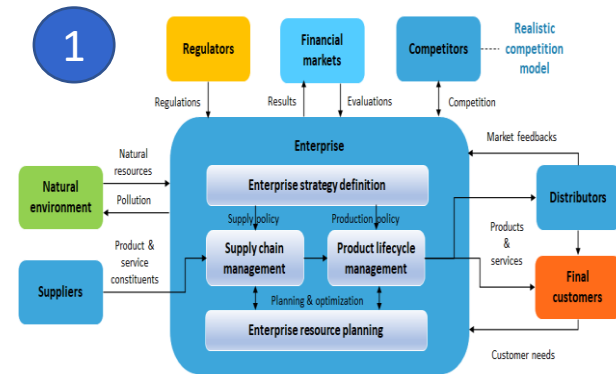 1
Regulators
Financial
markets
Competitors
Realistic
competition
model
Regulations
Results
Evaluations
Competition
Enterprise
Market feedbacks
Natural
resources
Natural
environment
Pollution
Enterprise strategy definition
Distributors
Supply policy
Production policy
Product &
service
constituents
Suppliers
Supply chain
management
Product lifecycle
management
Products
&
services
Final
customers
Planning & optimization
Enterprise resource planning
Customer needs